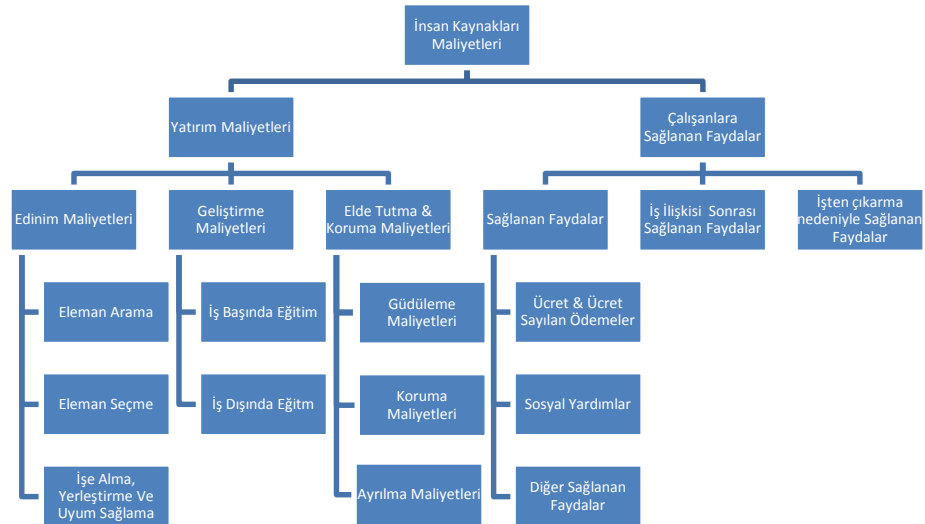 İnsan Kaynakları
Maliyetleri
Yatırım Maliyetleri
Çalışanlara
Sağlanan Faydalar
Edinim Maliyetleri
Geliştirme
Maliyetleri
Elde Tutma &
Koruma Maliyetleri
Sağlanan Faydalar
İş İlişkisi Sonrası
Sağlanan Faydalar
İşten çıkarma
nedeniyle Sağlanan
Faydalar
Eleman Arama
İş Başında Eğitim
Güdüleme
Maliyetleri
Ücret & Ücret
Sayılan Ödemeler
Eleman Seçme
İş Dışında Eğitm
Koruma
Maliyetleri
Sosyal Yardımlar
İşe Alma,
Yerleştirme Ve
Uyum Sağlama
Ayrılma Maliyetleri
Diğer Sağlanan
Faydalar